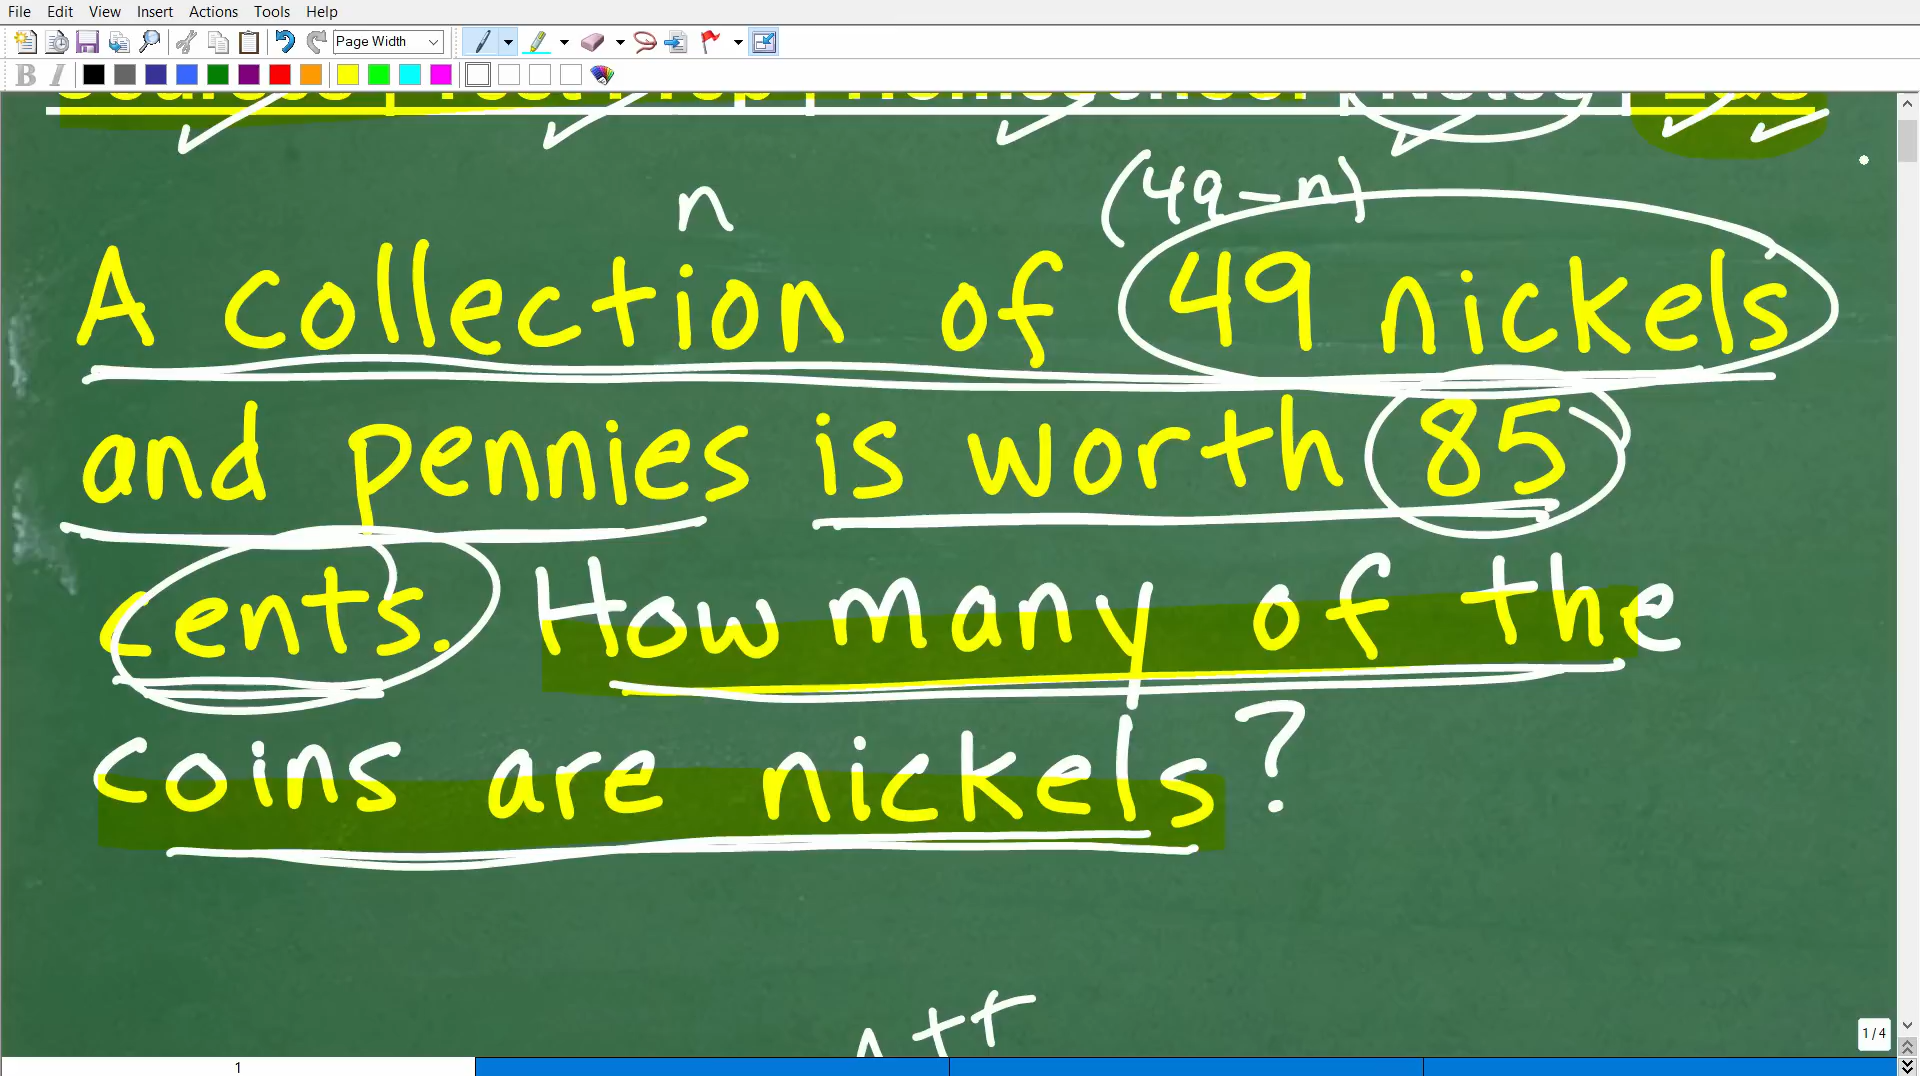 File Edit View Insert Actions Tools Help
Page Width
B I
n (49-n)
A collection of 49 nickels
and pennies is worth 85
cents. How many of the
coins are nickels?
1/4
1